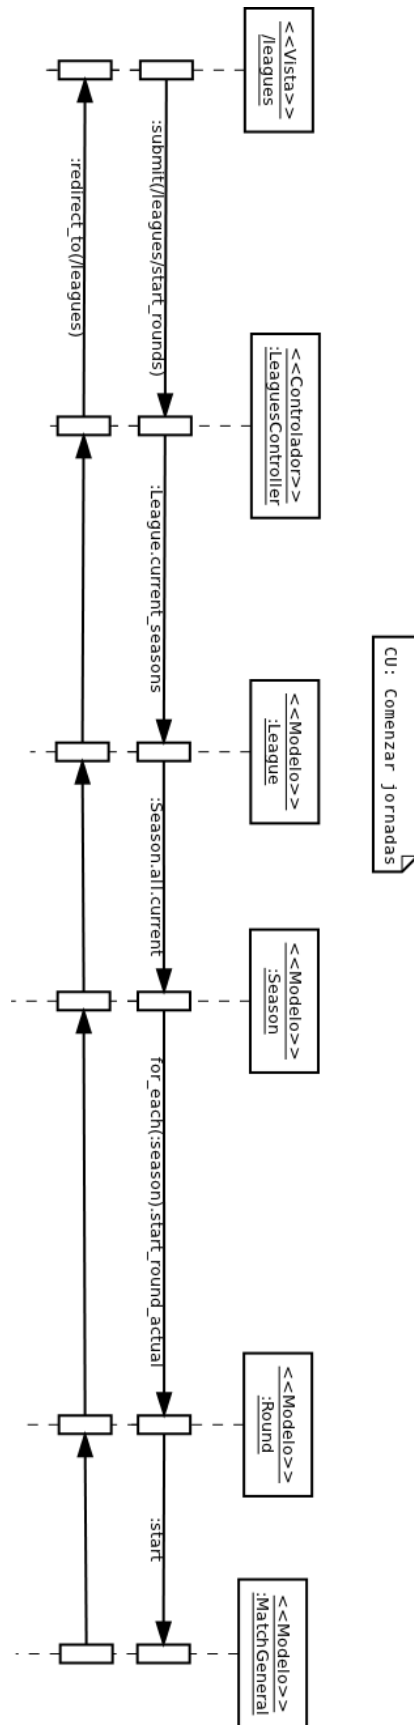 CU: Comenzar jornadas
<<Vista>>
/leagues
<<Controlador>>
:LeaguesController
<<Modelo>>
:League
<<Modelo>>
:Season
<<Modelo>>
:Round
<<Modelo>>
:MatchGeneral
:submit(/leagues/start_rounds)
:League.current_seasons
:Season.all.current
for_each(:season).start_round_actual
:start
:redirect_to(/leagues)